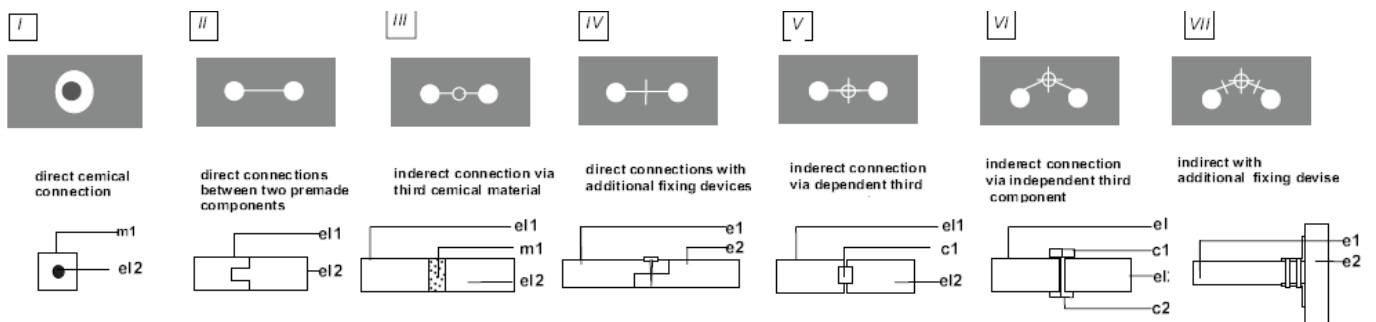 I
II
III
IV
V
VI
VII
direct cemical
connection
direct connections
between two premade
components
inderect connection via
third cemical material
direct connections with
additional fixing devices
inderect connection
via dependent third
inderect connection
via independent third
component
indirect with
additional fixing devise
m1
el2
el1
el2
el1
m1
el2
e1
e2
el1
c1
el2
el
c1
el2
c2
e1
e2